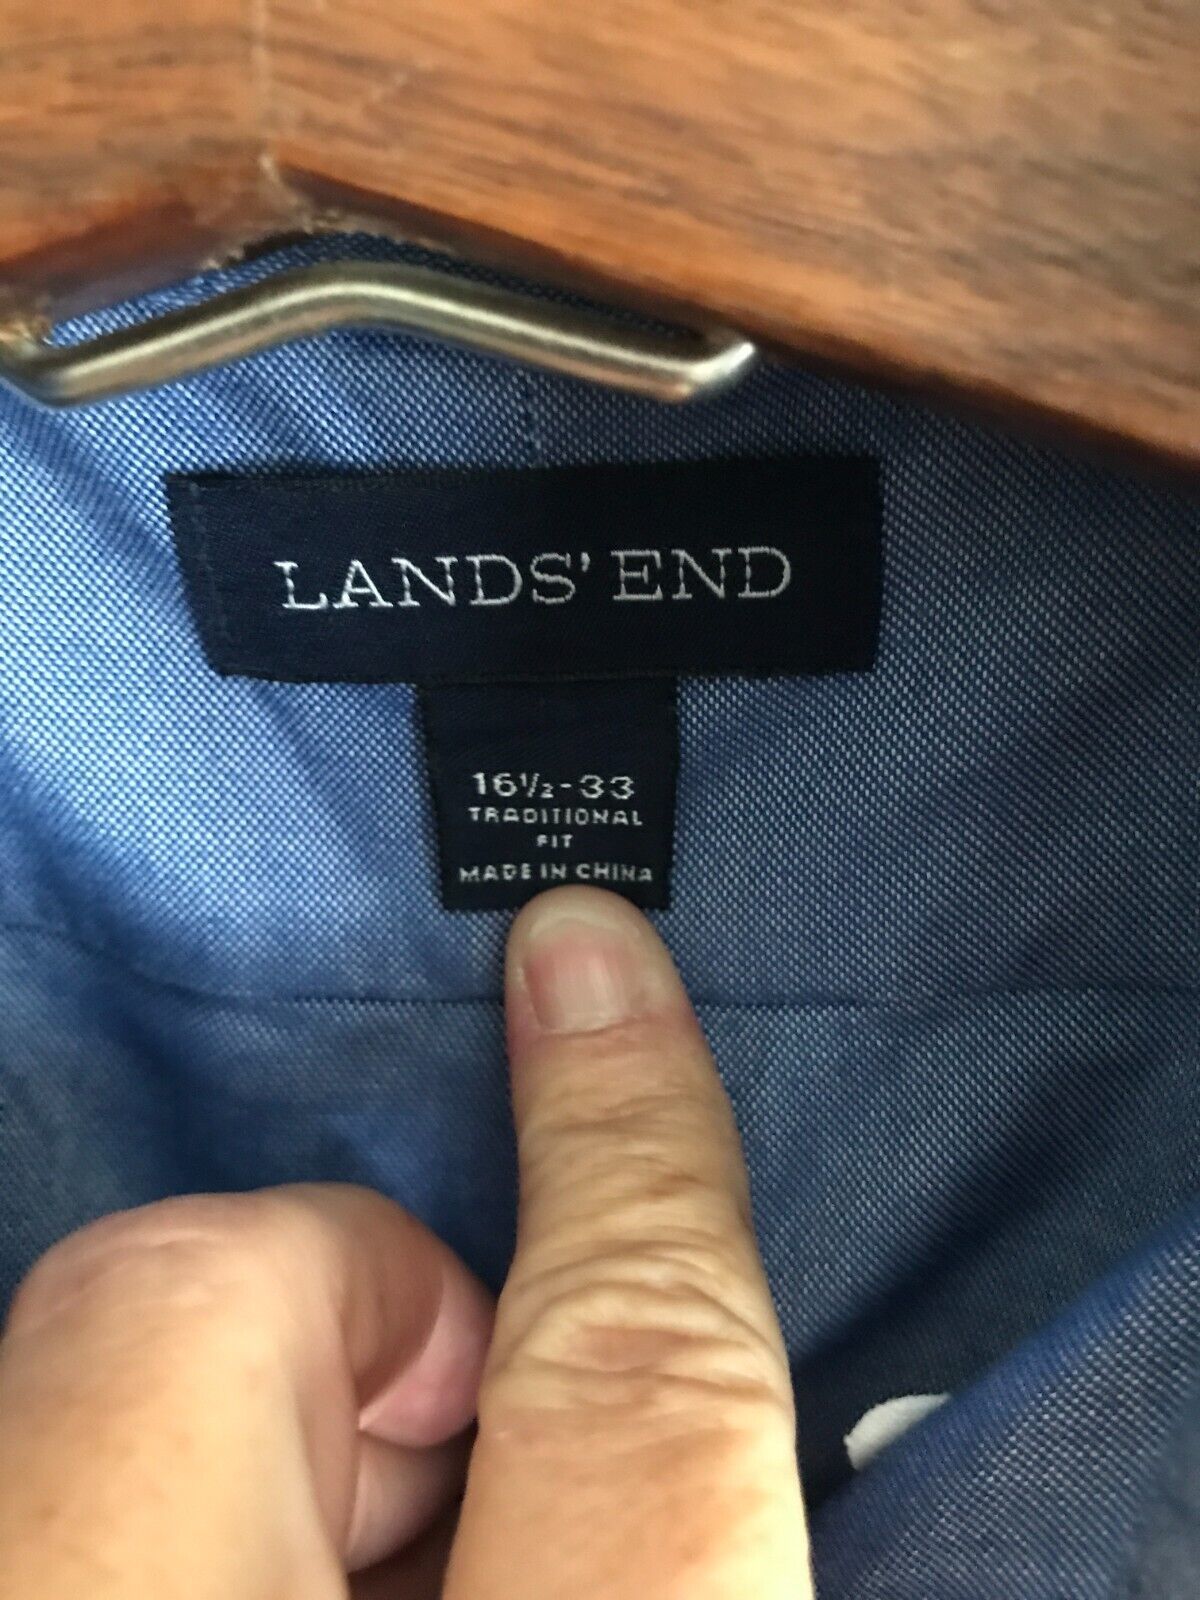 LANDS' END
16½-33
TRADITIONAL
FIT
MADE IN CHINA